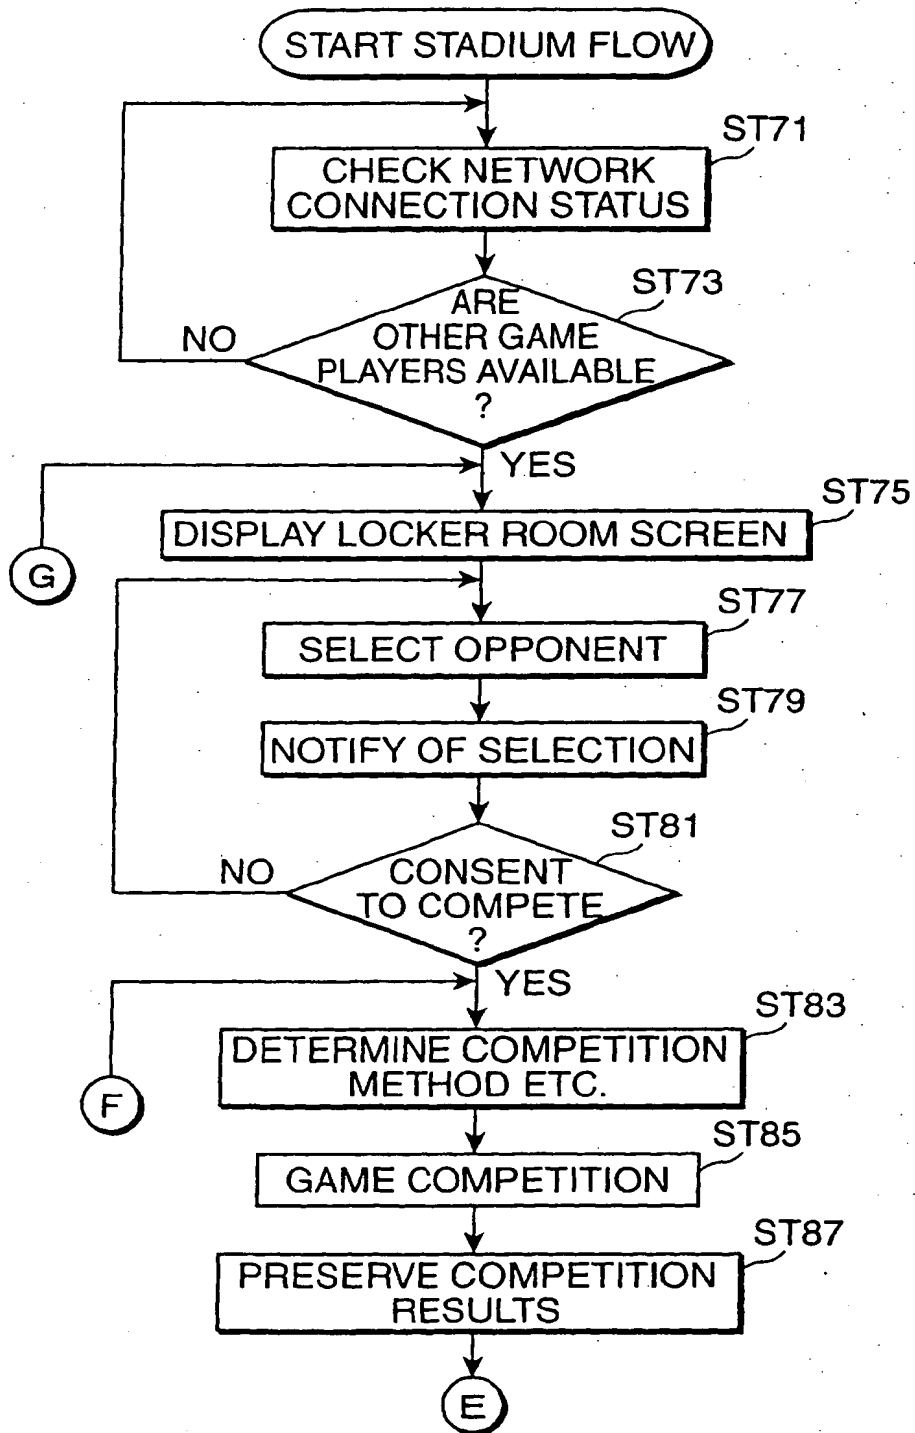 START STADIUM FLOW
ST71
CHECK NETWORK
CONNECTION STATUS
ST73
ARE
OTHER GAME
PLAYERS AVAILABLE
?
NO
YES
ST75
DISPLAY LOCKER ROOM SCREEN
G
ST77
SELECT OPPONENT
ST79
NOTIFY OF SELECTION
ST81
CONSENT
TO COMPETE
?
NO
YES
ST83
DETERMINE COMPETITION
METHOD ETC.
F
ST85
GAME COMPETITION
ST87
PRESERVE COMPETITION
RESULTS
E